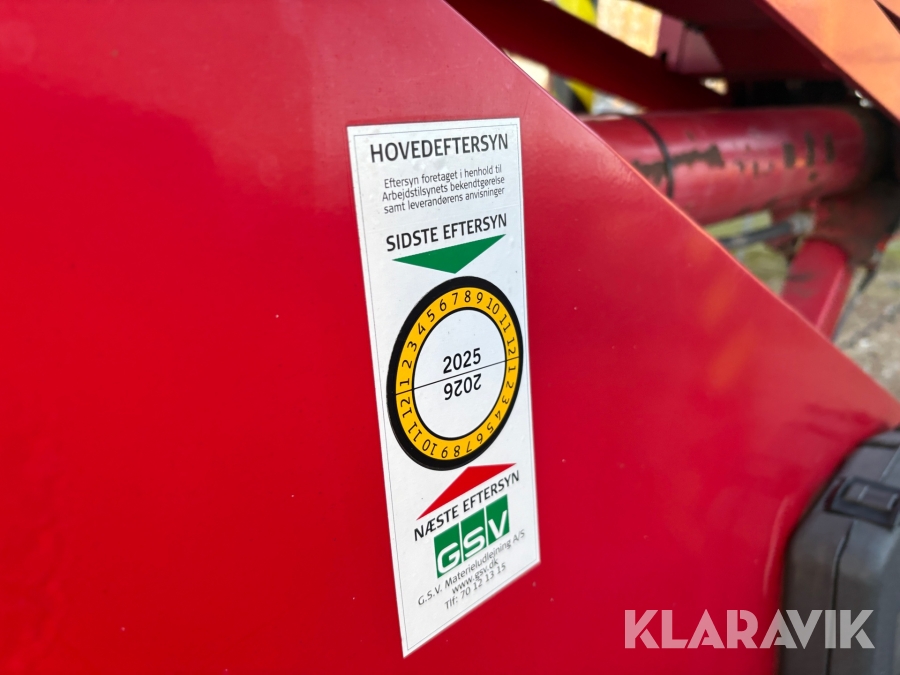 HOVEDEFTERSYN
Eftersyn foretaget i henhold til
Arbejdstilsynets bekendtgørelse
samt leverandørens anvisninger
SIDSTE EFTERSYN
1 2 3 4 5 6 7 8 9 10 11 12
2025
2026
1 2 3 4 5 6 7 8 9 10 11 12
NÆSTE EFTERSYN
GSV
G.S.V. Materieludlejning A/S
www.gsv.dk
Tlf: 70 12 13 15
KLARAVIK